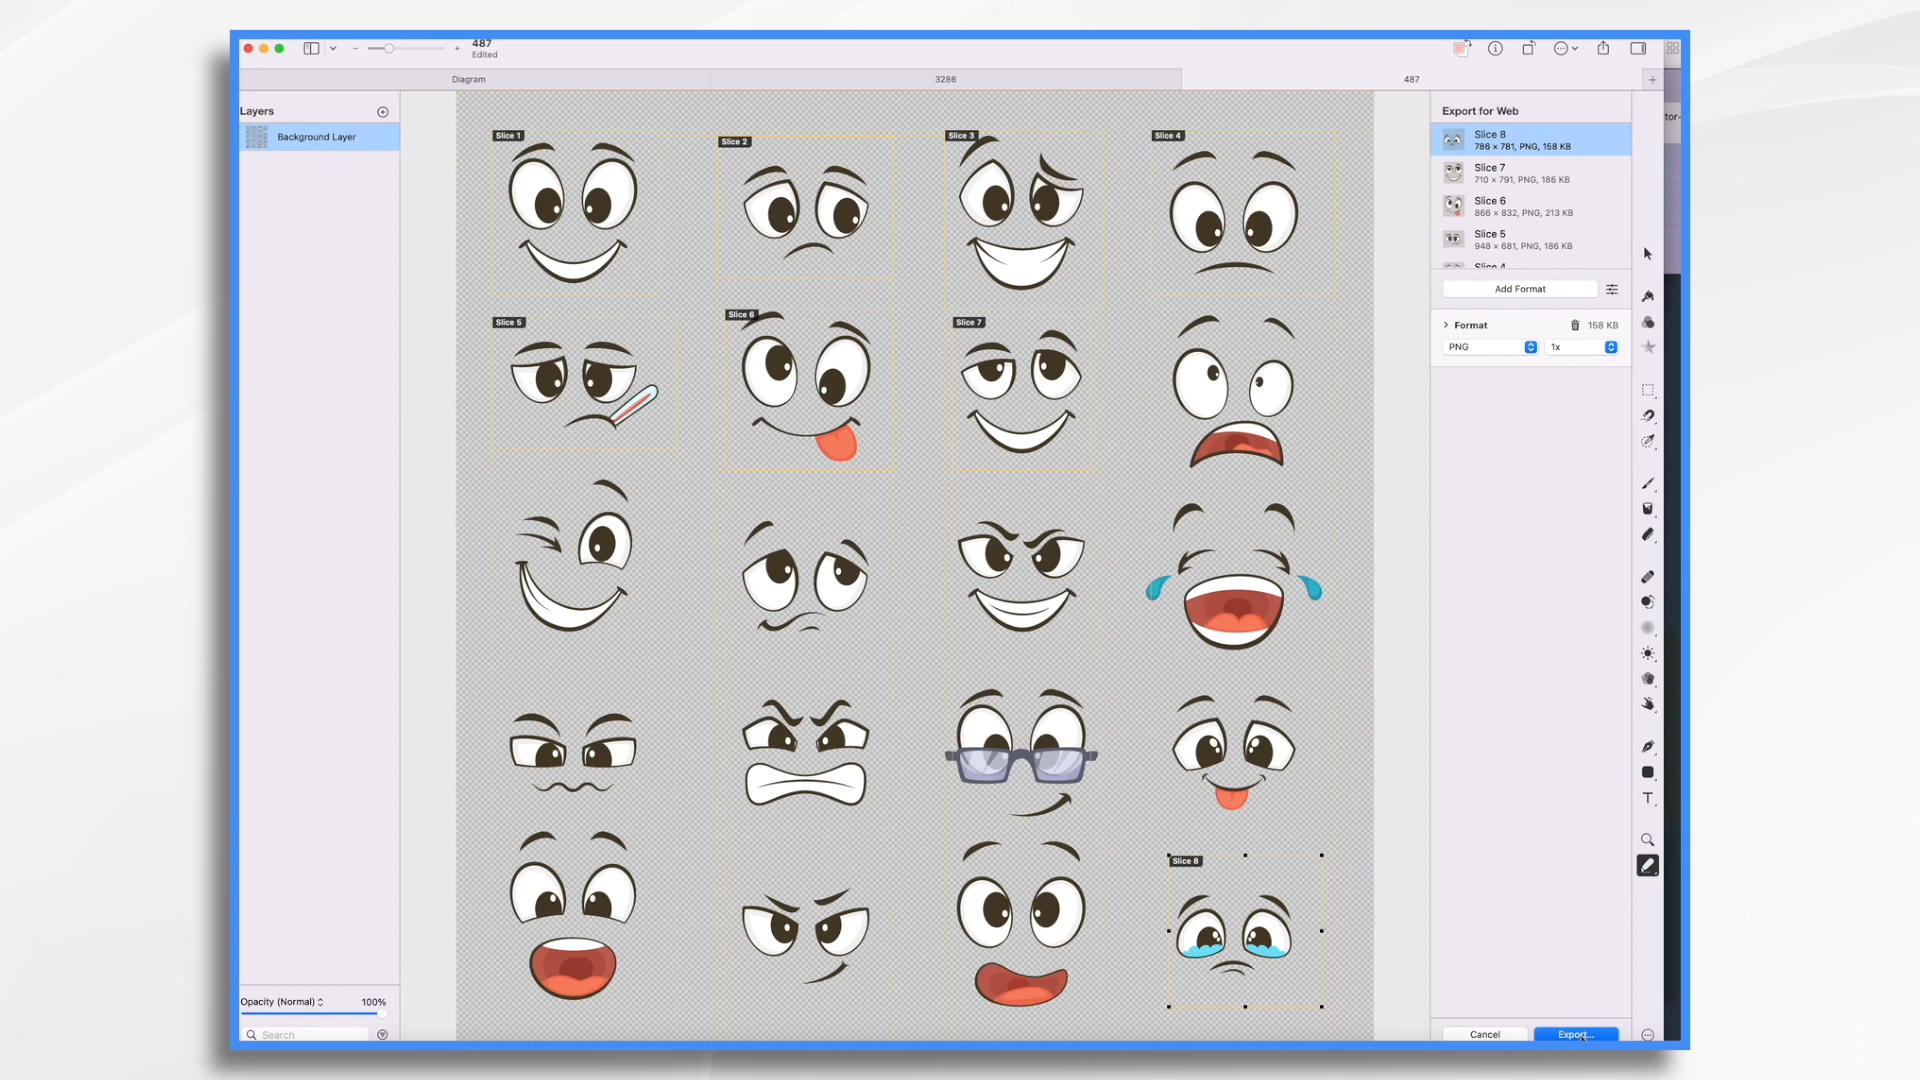 487
Edited
Diagram
3286
487
Layers
Background Layer
Slice 1
Slice 2
Slice 3
Slice 4
Slice 5
Slice 6
Slice 7
Slice 8
Opacity (Normal)
100%
Search
Export for Web
Slice 8
786 × 781, PNG, 158 KB
Slice 7
710 × 791, PNG, 186 KB
Slice 6
866 × 832, PNG, 213 KB
Slice 5
948 × 681, PNG, 186 KB
Slice 4
Add Format
Format
158 KB
PNG
1x
Cancel
Export...
tor-